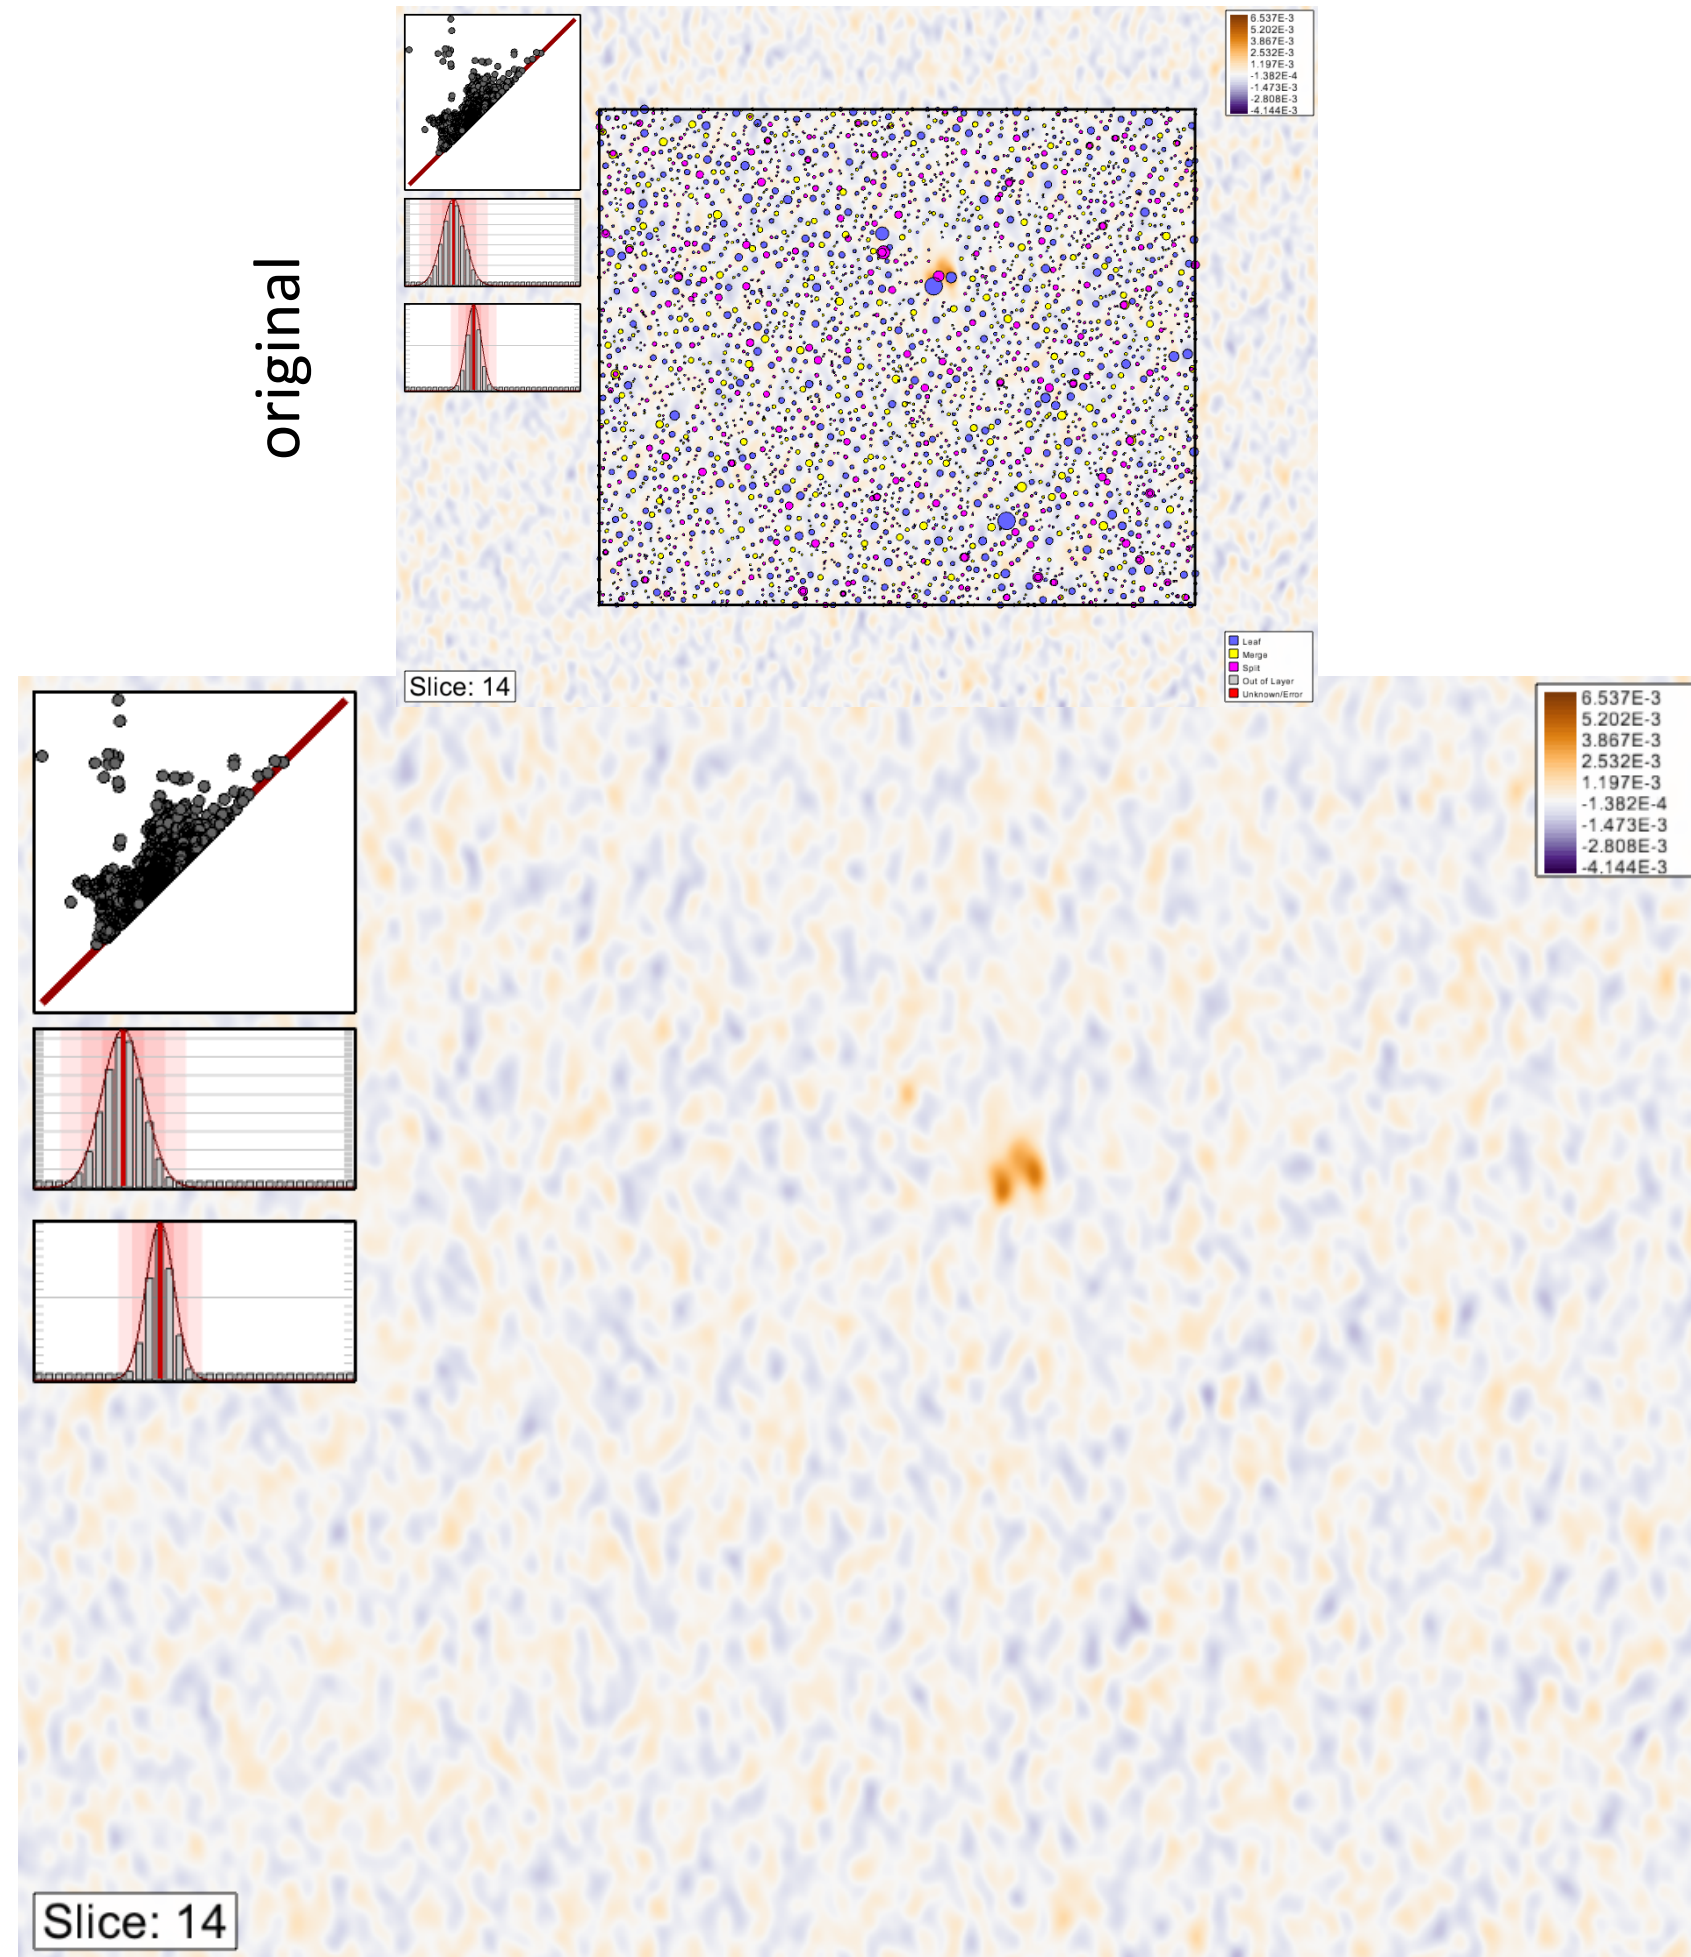 original
6.537E-3
5.202E-3
3.867E-3
2.532E-3
1.197E-3
-1.382E-4
-1.473E-3
-2.808E-3
-4.144E-3
Leaf
Merge
Split
Out of Layer
Unknown/Error
Slice: 14
6.537E-3
5.202E-3
3.867E-3
2.532E-3
1.197E-3
-1.382E-4
-1.473E-3
-2.808E-3
-4.144E-3
Slice: 14